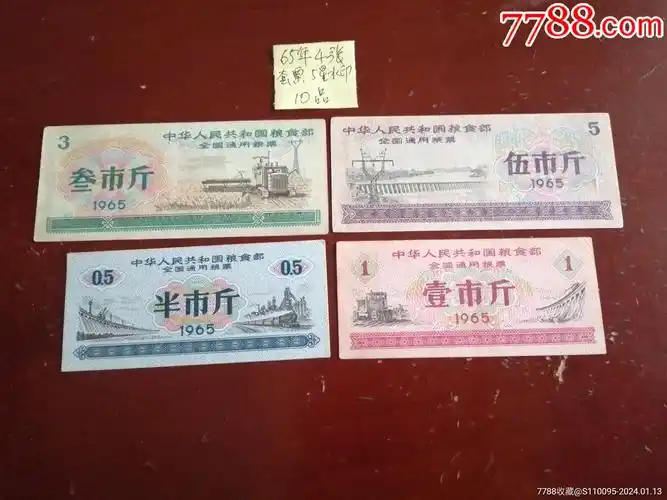 7788.com
65年4张
套票5星水印
10品
3
中华人民共和国粮食部
全国通用粮票
叁市斤
1965
中华人民共和国粮食部
5
全国通用粮票
伍市斤
1965
中华人民共和国粮食部
全国通用粮票
0.5
0.5
半市斤
1965
中华人民共和国粮食部
全国通用粮票
1
1
壹市斤
1965
7788收藏@S110095-2024.01.13